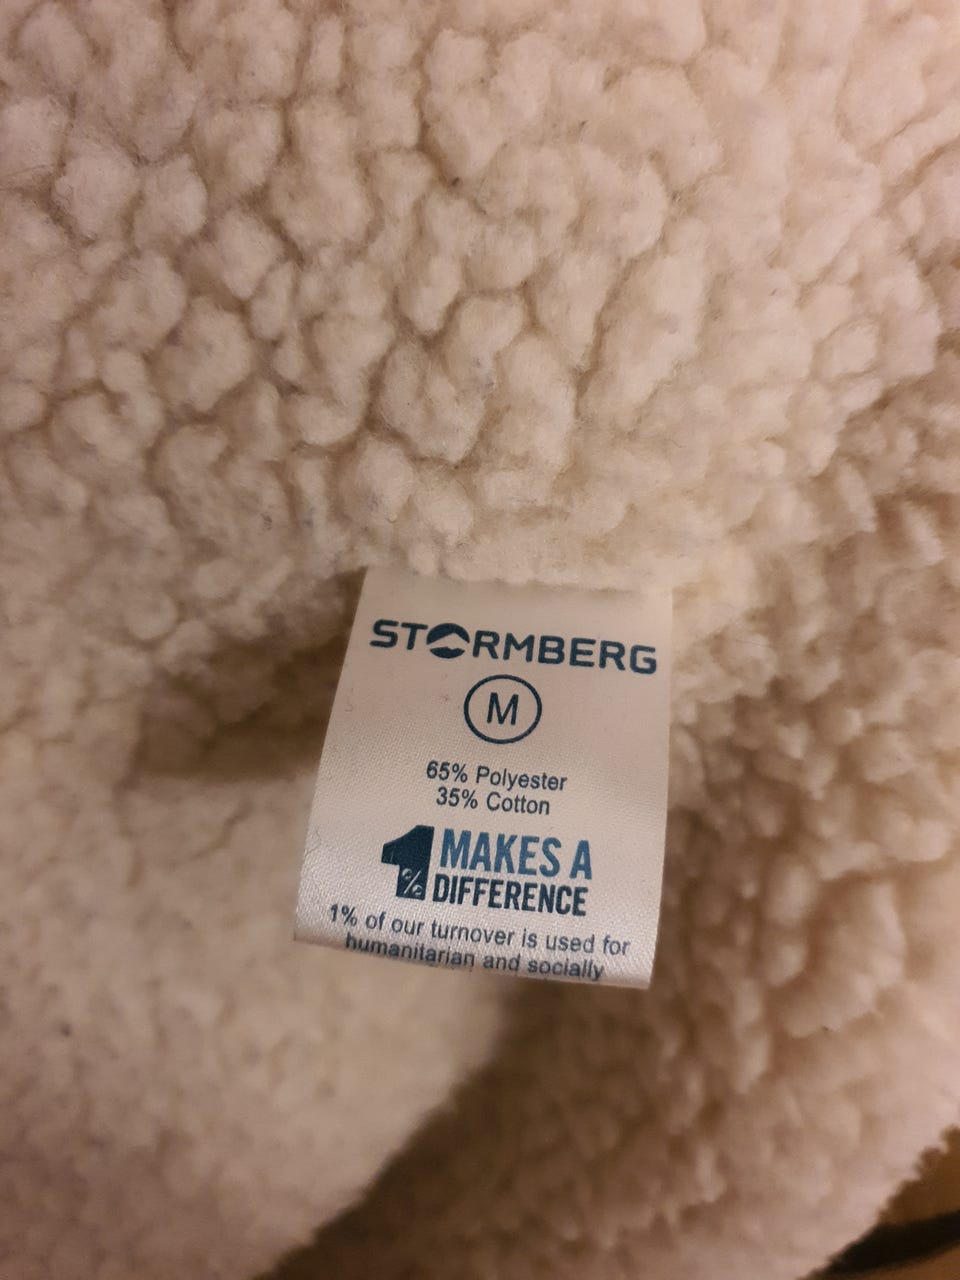 STORMBERG
M
65% Polyester
35% Cotton
1% MAKES A
DIFFERENCE
1% of our turnover is used for
humanitarian and socially